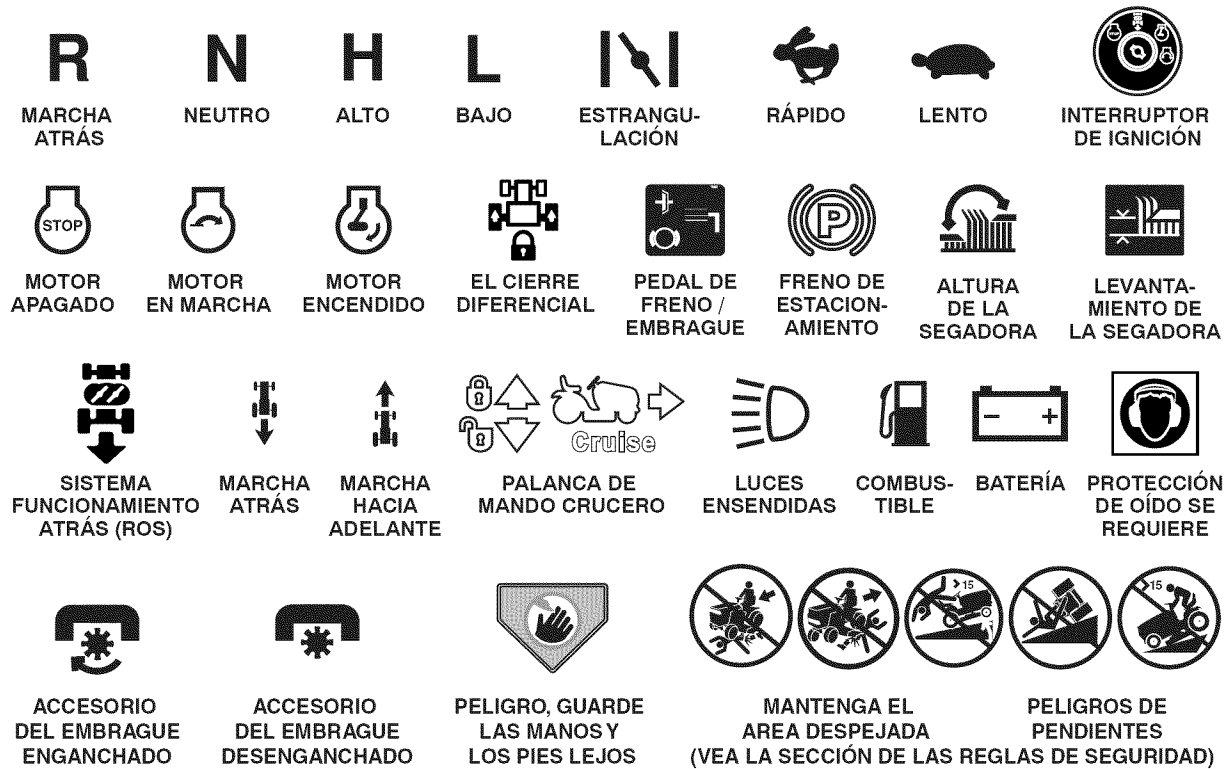 R
N
H
L
MARCHA
ATRÁS
NEUTRO
ALTO
BAJO
ESTRANGU-
LACIÓN
RÁPIDO
LENTO
INTERRUPTOR
DE IGNICIÓN
STOP
MOTOR
APAGADO
MOTOR
EN MARCHA
MOTOR
ENCENDIDO
EL CIERRE
DIFERENCIAL
PEDAL DE
FRENO /
EMBRAGUE
P
FRENO DE
ESTACION-
AMIENTO
ALTURA
DE LA
SEGADORA
LEVANTA-
MIENTO DE
LA SEGADORA
SISTEMA
FUNCIONAMIENTO
ATRÁS (ROS)
MARCHA
ATRÁS
MARCHA
HACIA
ADELANTE
Cruise
PALANCA DE
MANDO CRUCERO
LUCES
ENSENDIDAS
COMBUS-
TIBLE
- +
BATERÍA
PROTECCIÓN
DE OÍDO SE
REQUIERE
ACCESORIO
DEL EMBRAGUE
ENGANCHADO
ACCESORIO
DEL EMBRAGUE
DESENGANCHADO
PELIGRO, GUARDE
LAS MANOS Y
LOS PIES LEJOS
>15
>15
MANTENGA EL
AREA DESPEJADA
PELIGROS DE
PENDIENTES
(VEA LA SECCIÓN DE LAS REGLAS DE SEGURIDAD)